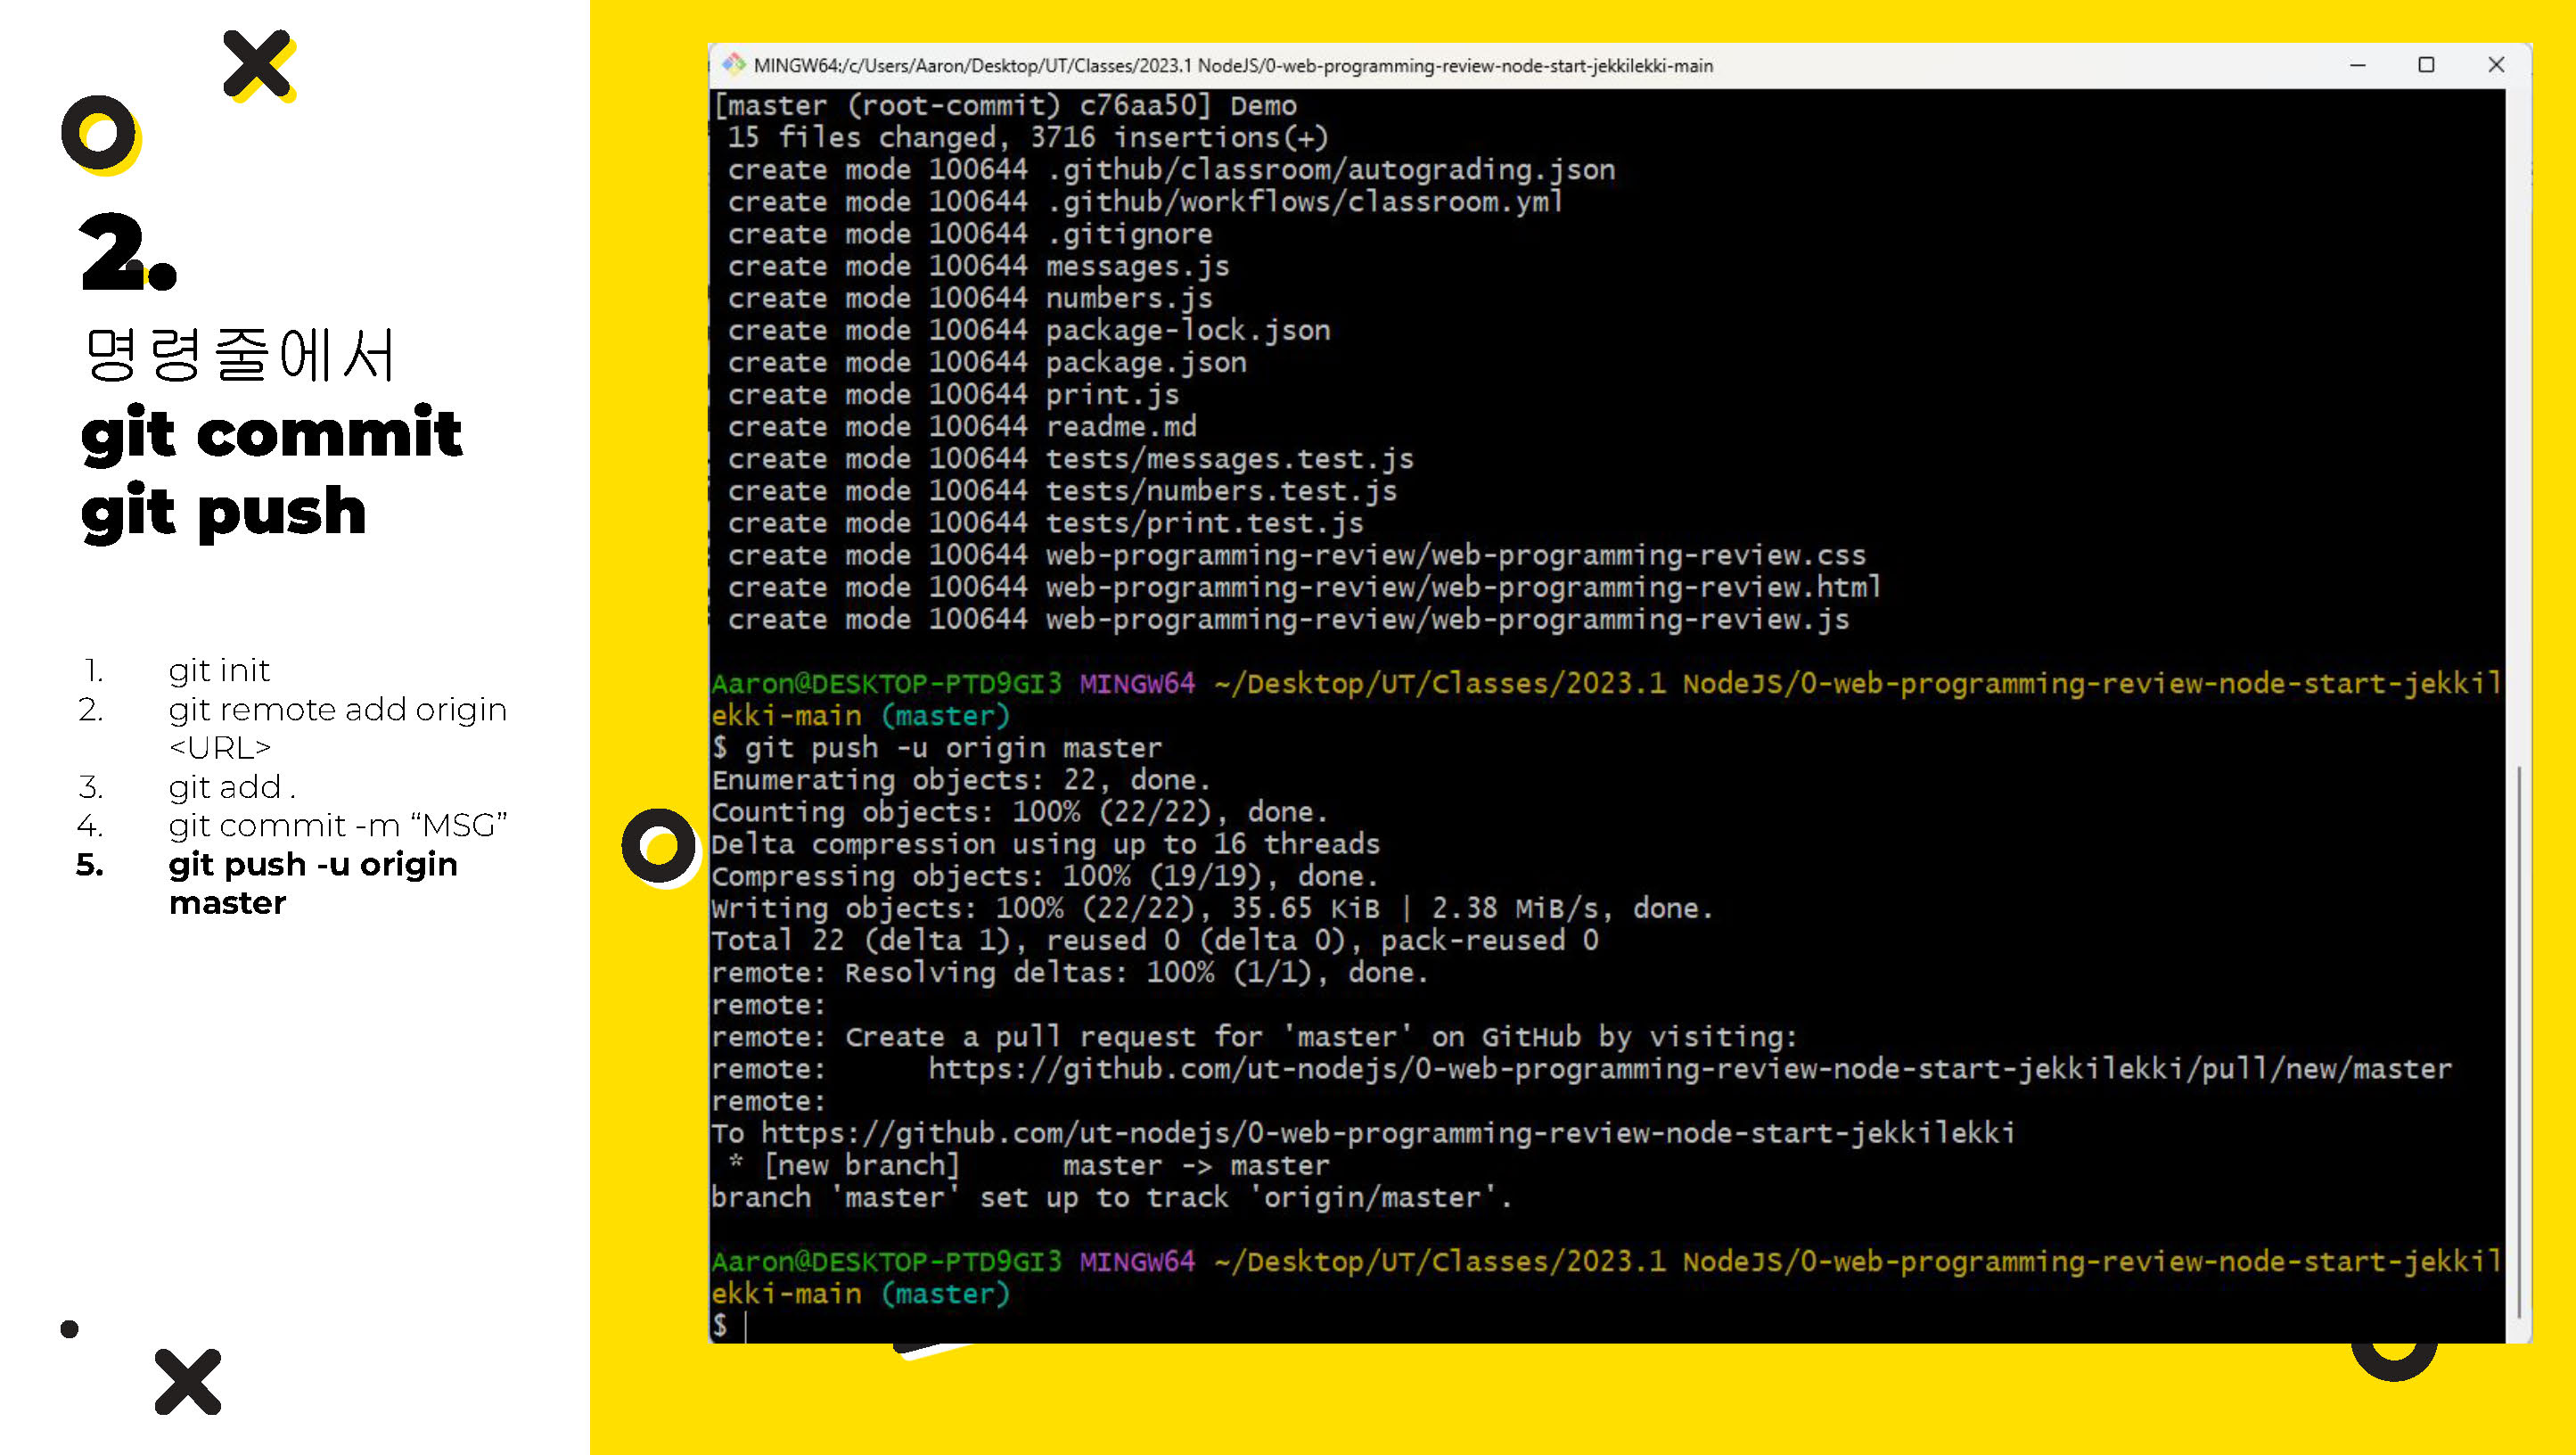 2.
명령줄에서
git commit
git push
1. git init
2. git remote add origin
<URL>
3. git add .
4. git commit -m “MSG”
5. git push -u origin
master
MINGW64:/c/Users/Aaron/Desktop/UT/Classes/2023.1 NodeJS/0-web-programming-review-node-start-jekkilekki-main
[master (root-commit) c76aa50] Demo
15 files changed, 3716 insertions(+)
create mode 100644 .github/classroom/autograding.json
create mode 100644 .github/workflows/classroom.yml
create mode 100644 .gitignore
create mode 100644 messages.js
create mode 100644 numbers.js
create mode 100644 package-lock.json
create mode 100644 package.json
create mode 100644 print.js
create mode 100644 readme.md
create mode 100644 tests/messages.test.js
create mode 100644 tests/numbers.test.js
create mode 100644 tests/print.test.js
create mode 100644 web-programming-review/web-programming-review.css
create mode 100644 web-programming-review/web-programming-review.html
create mode 100644 web-programming-review/web-programming-review.js
Aaron@DESKTOP-PTD9GI3 MINGW64 ~/Desktop/UT/Classes/2023.1 NodeJS/0-web-programming-review-node-start-jekkil
ekki-main (master)
$ git push -u origin master
Enumerating objects: 22, done.
Counting objects: 100% (22/22), done.
Delta compression using up to 16 threads
Compressing objects: 100% (19/19), done.
Writing objects: 100% (22/22), 35.65 KiB | 2.38 MiB/s, done.
Total 22 (delta 1), reused 0 (delta 0), pack-reused 0
remote: Resolving deltas: 100% (1/1), done.
remote:
remote: Create a pull request for 'master' on GitHub by visiting:
remote:      https://github.com/ut-nodejs/0-web-programming-review-node-start-jekkilekki/pull/new/master
remote:
To https://github.com/ut-nodejs/0-web-programming-review-node-start-jekkilekki
* [new branch]      master -> master
branch 'master' set up to track 'origin/master'.
Aaron@DESKTOP-PTD9GI3 MINGW64 ~/Desktop/UT/Classes/2023.1 NodeJS/0-web-programming-review-node-start-jekkil
ekki-main (master)
$